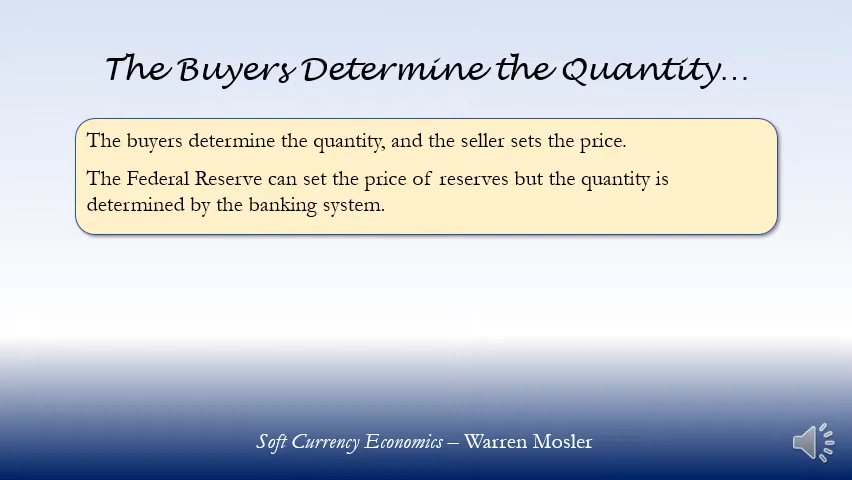 The Buyers Determine the Quantity...
The buyers determine the quantity, and the seller sets the price.
The Federal Reserve can set the price of reserves but the quantity is
determined by the banking system.
Soft Currency Economics – Warren Mosler